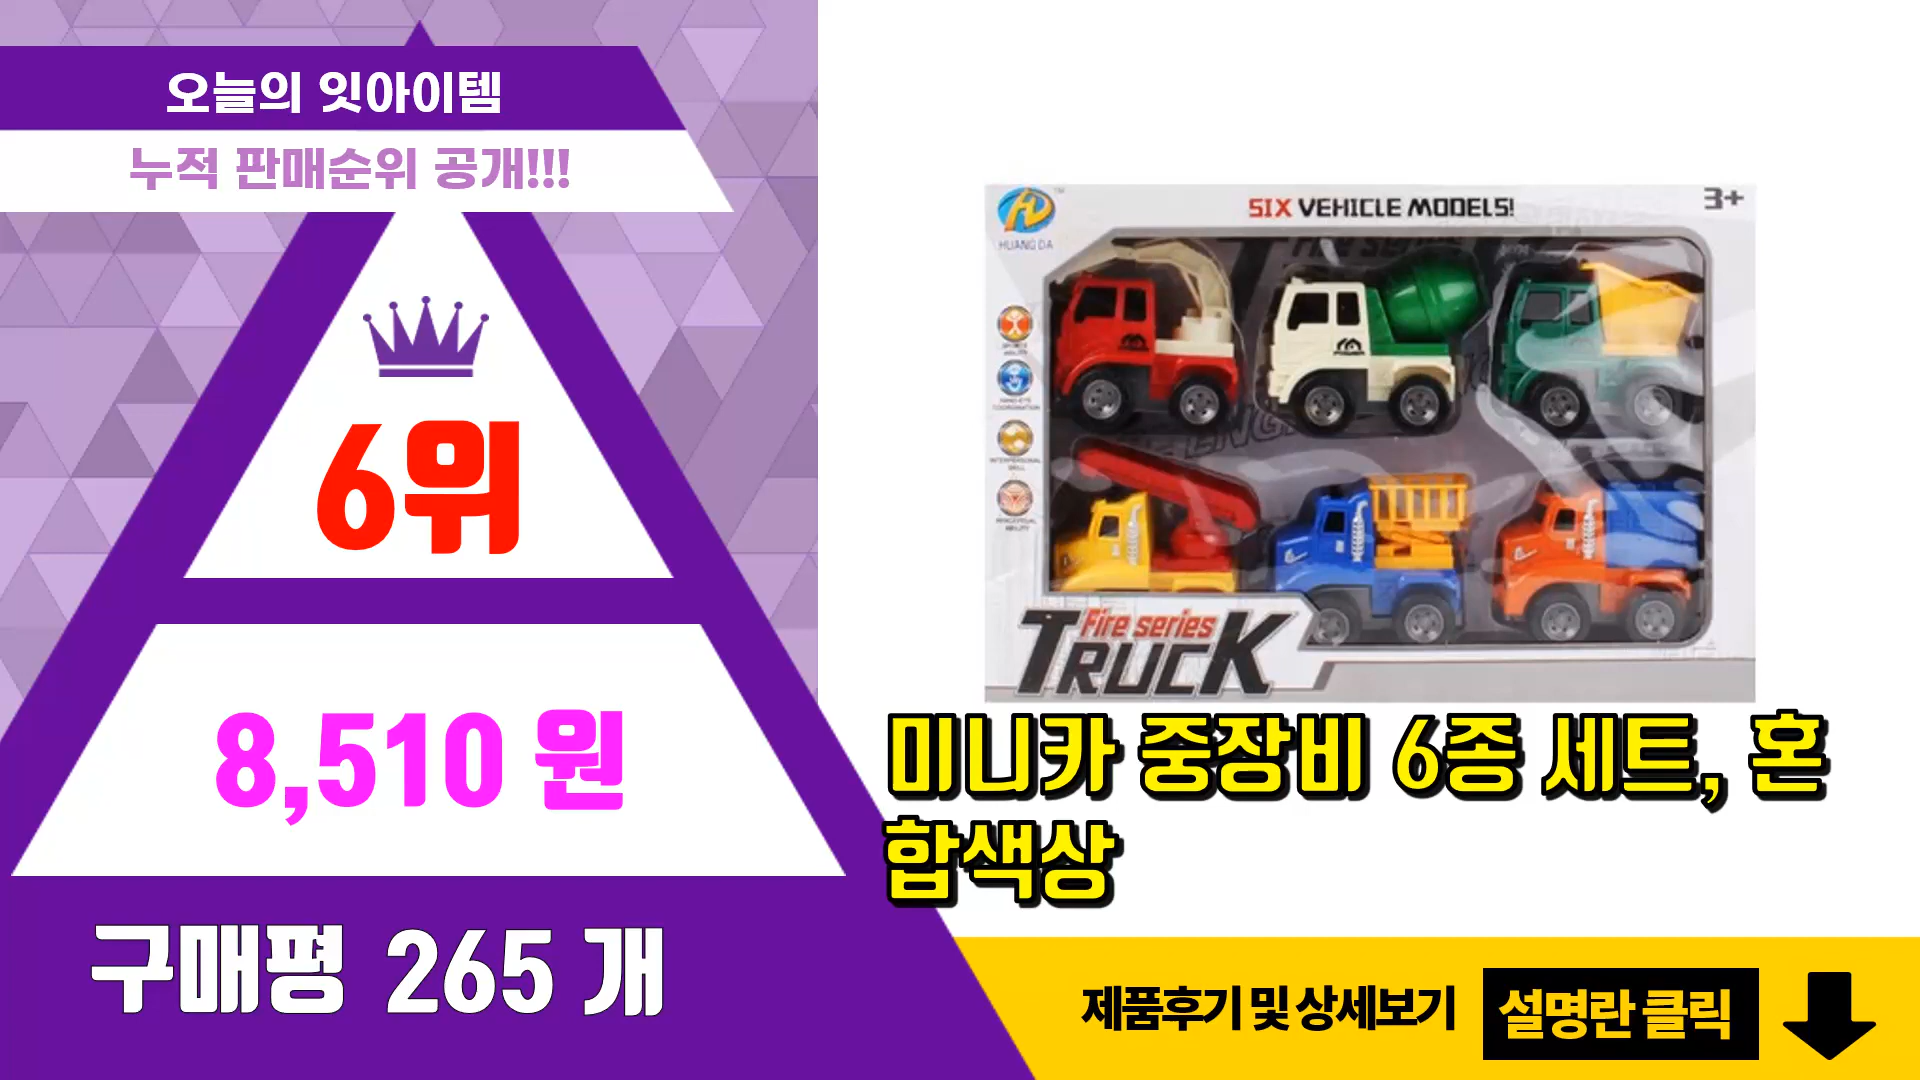 오늘의 잇아이템
누적 판매순위 공개!!!
6위
8,510 원
구매평 265 개
HUANG DA
SIX VEHICLE MODELS!
3+
Fire series
TRUCK
미니카 중장비 6종 세트, 혼
합색상
제품후기 및 상세보기
설명란 클릭